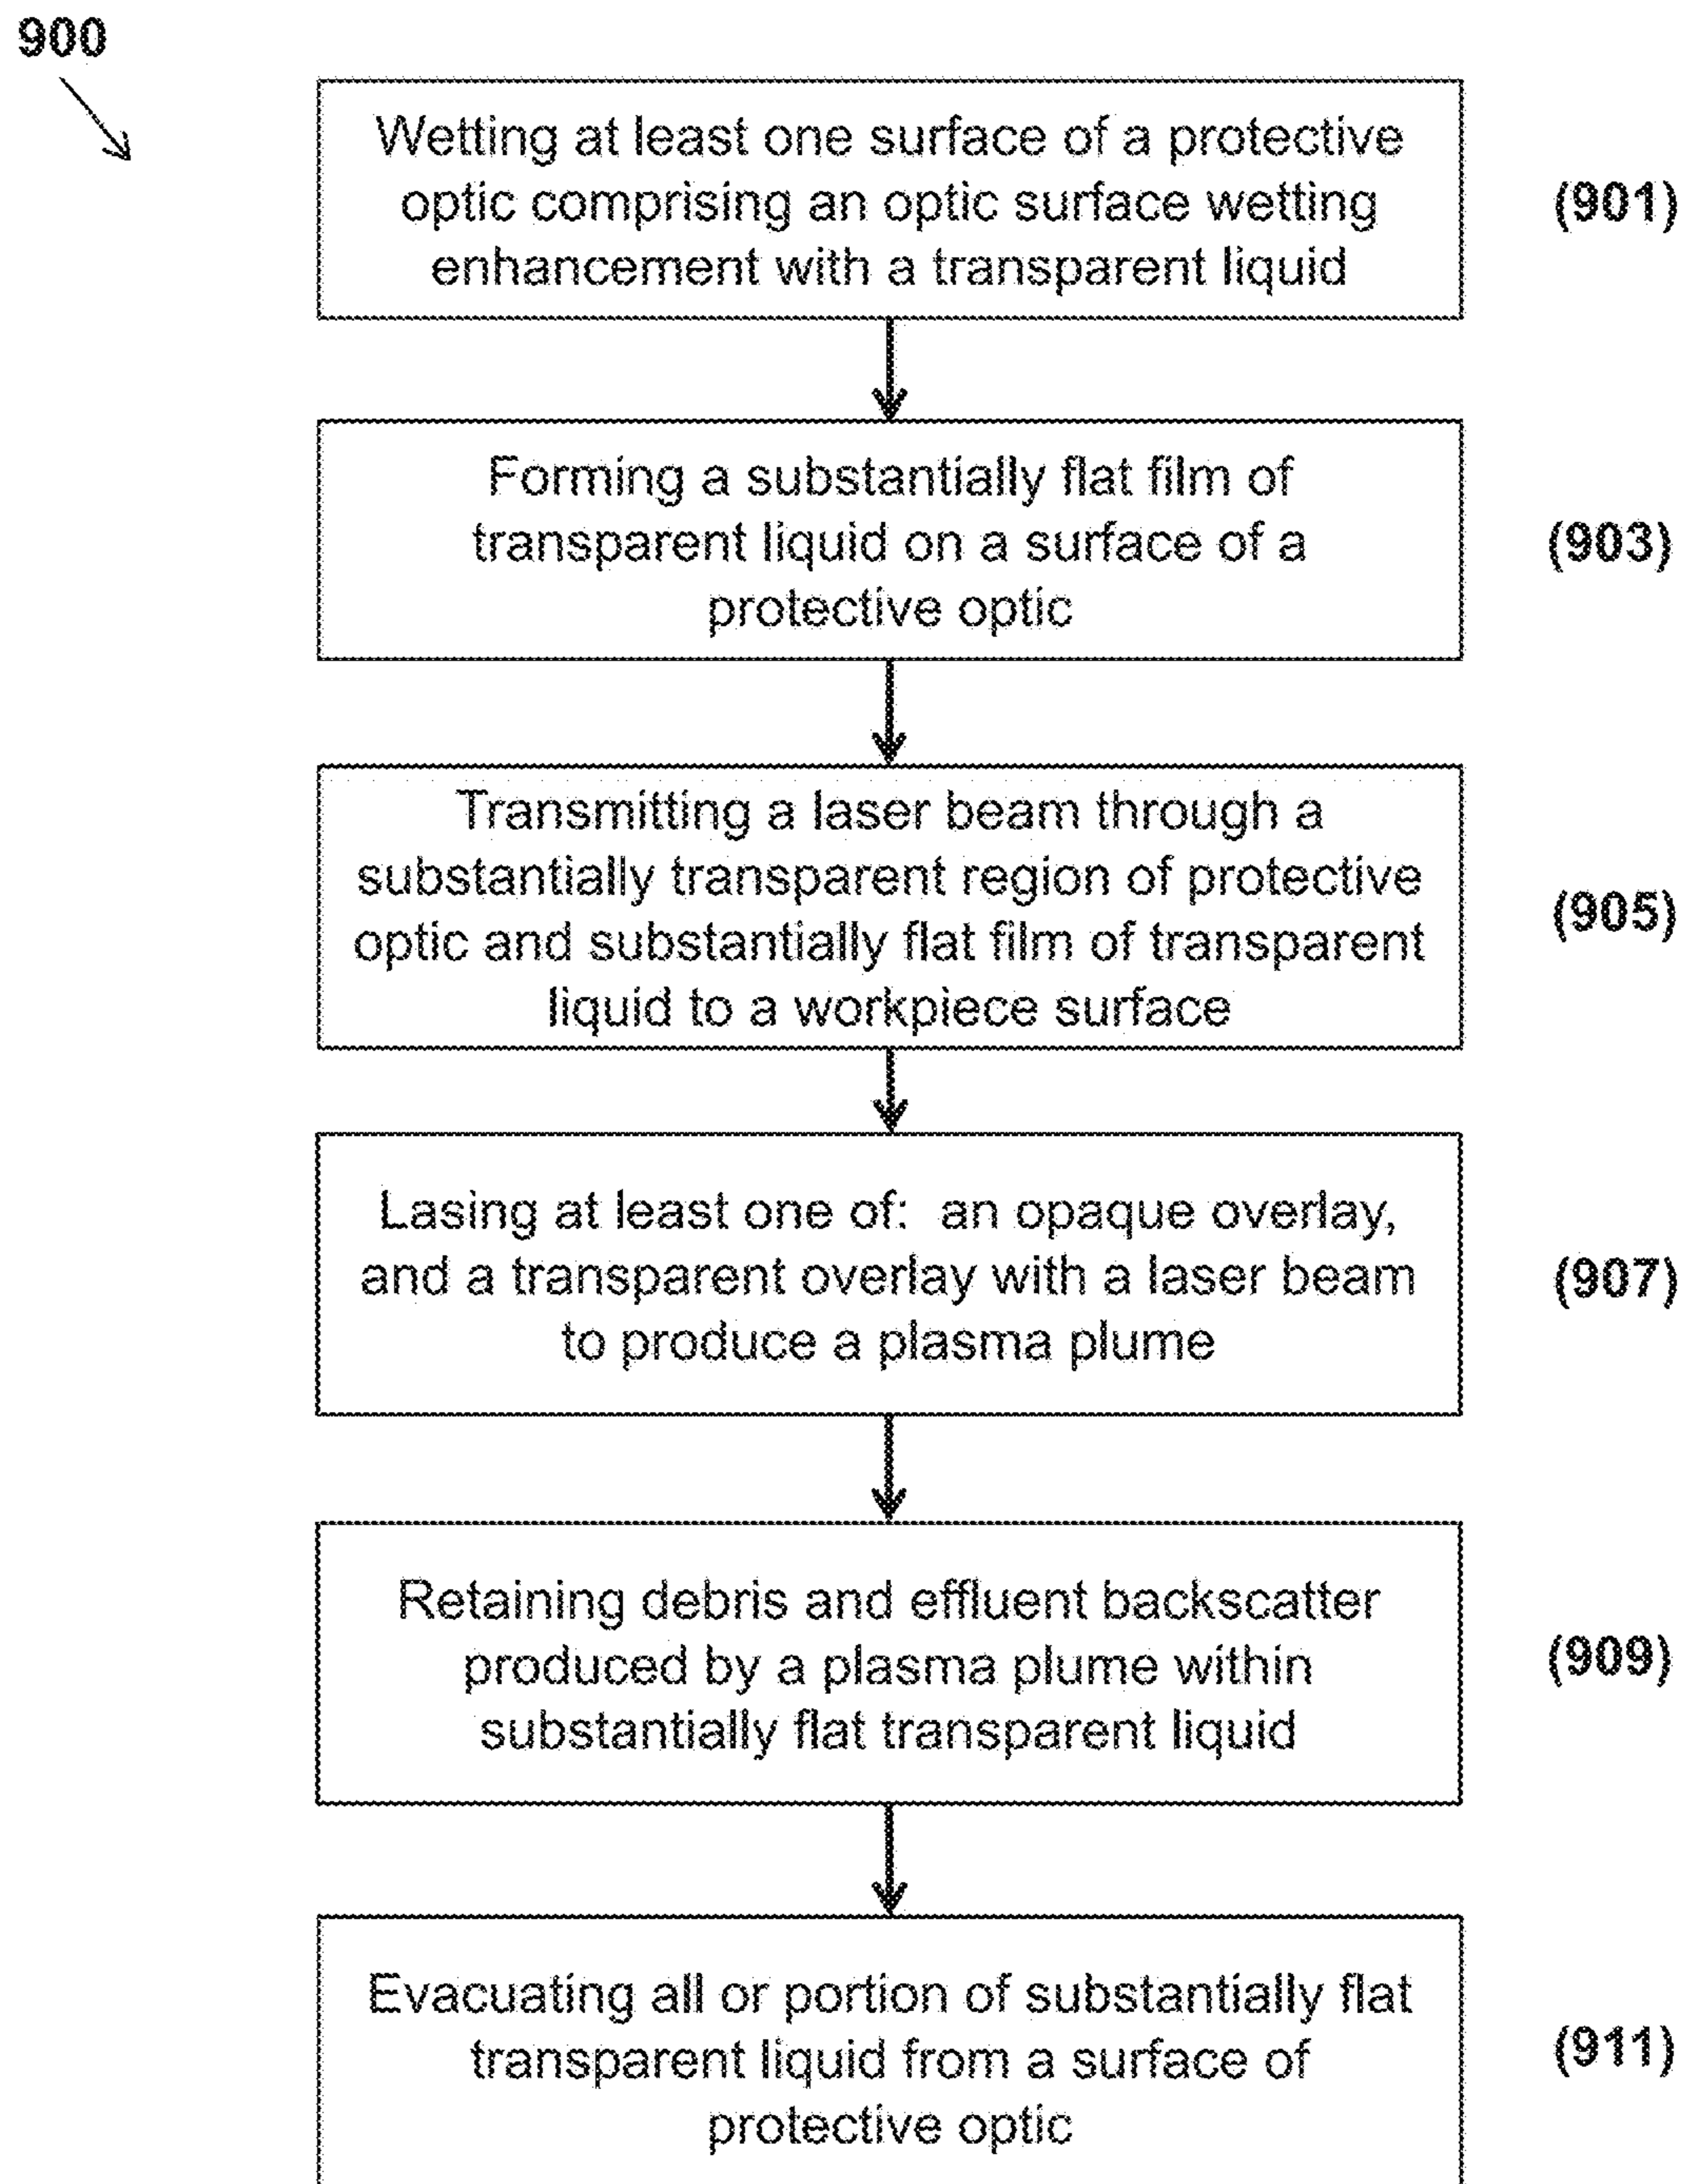 900
Wetting at least one surface of a protective
optic comprising an optic surface wetting
enhancement with a transparent liquid
(901)
Forming a substantially flat film of
transparent liquid on a surface of a
protective optic
(903)
Transmitting a laser beam through a
substantially transparent region of protective
optic and substantially flat film of transparent
liquid to a workpiece surface
(905)
Lasing at least one of:  an opaque overlay,
and a transparent overlay with a laser beam
to produce a plasma plume
(907)
Retaining debris and effluent backscatter
produced by a plasma plume within
substantially flat transparent liquid
(909)
Evacuating all or portion of substantially flat
transparent liquid from a surface of
protective optic
(911)